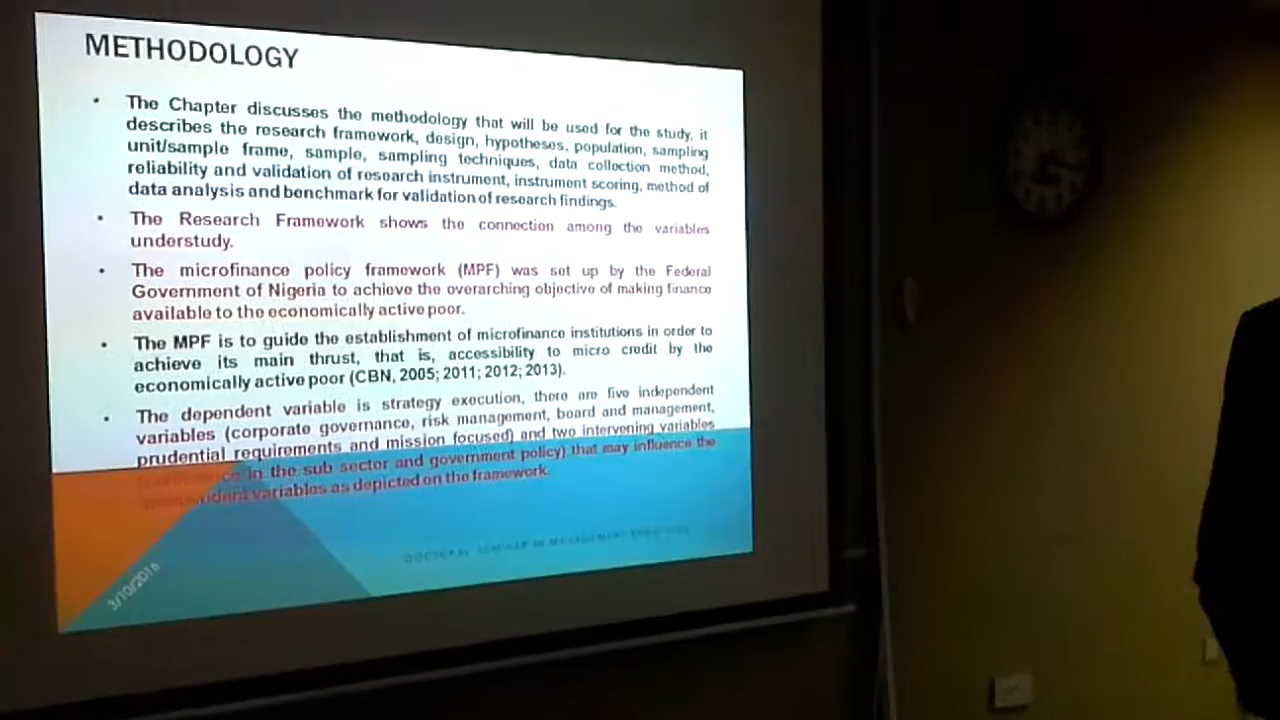 METHODOLOGY
• The Chapter discusses the methodology that will be used for the study, it
describes the research framework, design, hypotheses, population, sampling
unit/sample frame, sample, sampling techniques, data collection method,
reliability and validation of research instrument, instrument scoring, method of
data analysis and benchmark for validation of research findings.
• The Research Framework shows the connection among the variables
understudy.
• The microfinance policy framework (MPF) was set up by the Federal
Government of Nigeria to achieve the overarching objective of making finance
available to the economically active poor.
• The MPF is to guide the establishment of microfinance institutions in order to
achieve its main thrust, that is, accessibility to micro credit by the
economically active poor (CBN, 2005; 2011; 2012; 2013).
• The dependent variable is strategy execution, there are five independent
variables (corporate governance, risk management, board and management,
prudential requirements and mission focused) and two intervening variables
in the sub sector and government policy) that may influence the
variables as depicted on the framework.
DOCTORAL SEMINAR IN MANAGEMENT
3/10/2016